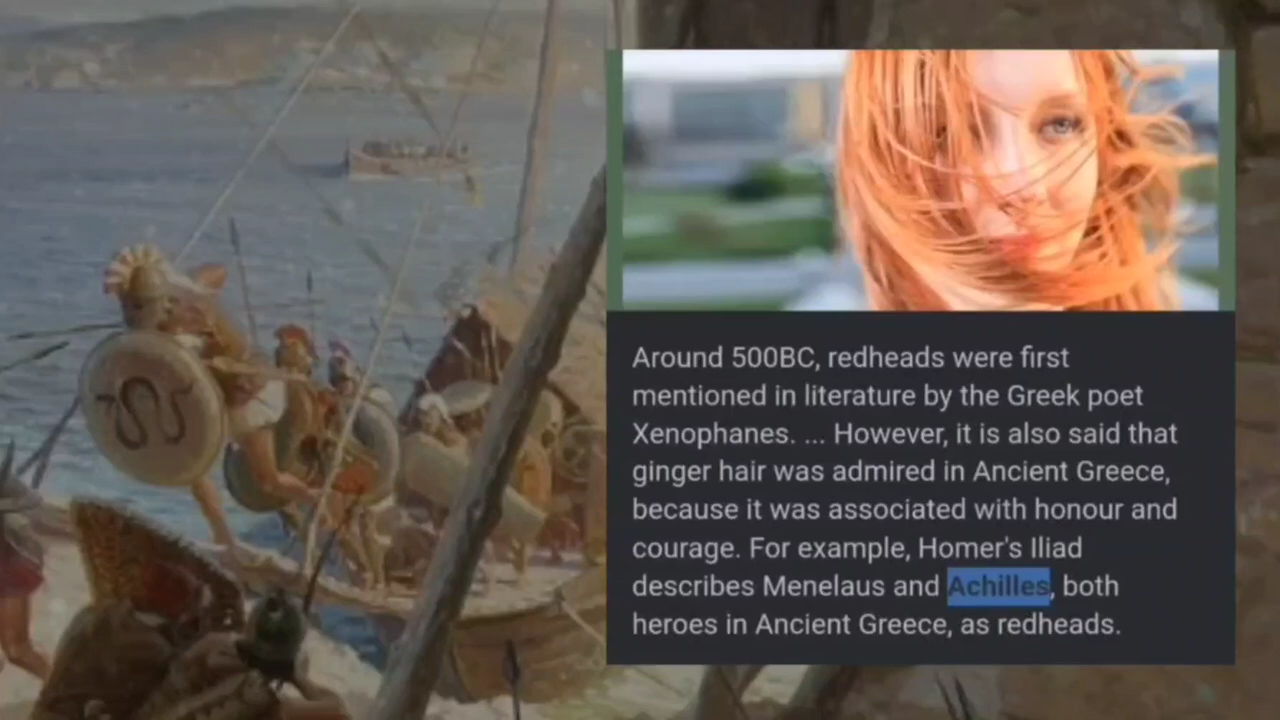 Around 500BC, redheads were first
mentioned in literature by the Greek poet
Xenophanes. ... However, it is also said that
ginger hair was admired in Ancient Greece,
because it was associated with honour and
courage. For example, Homer's Iliad
describes Menelaus and Achilles, both
heroes in Ancient Greece, as redheads.